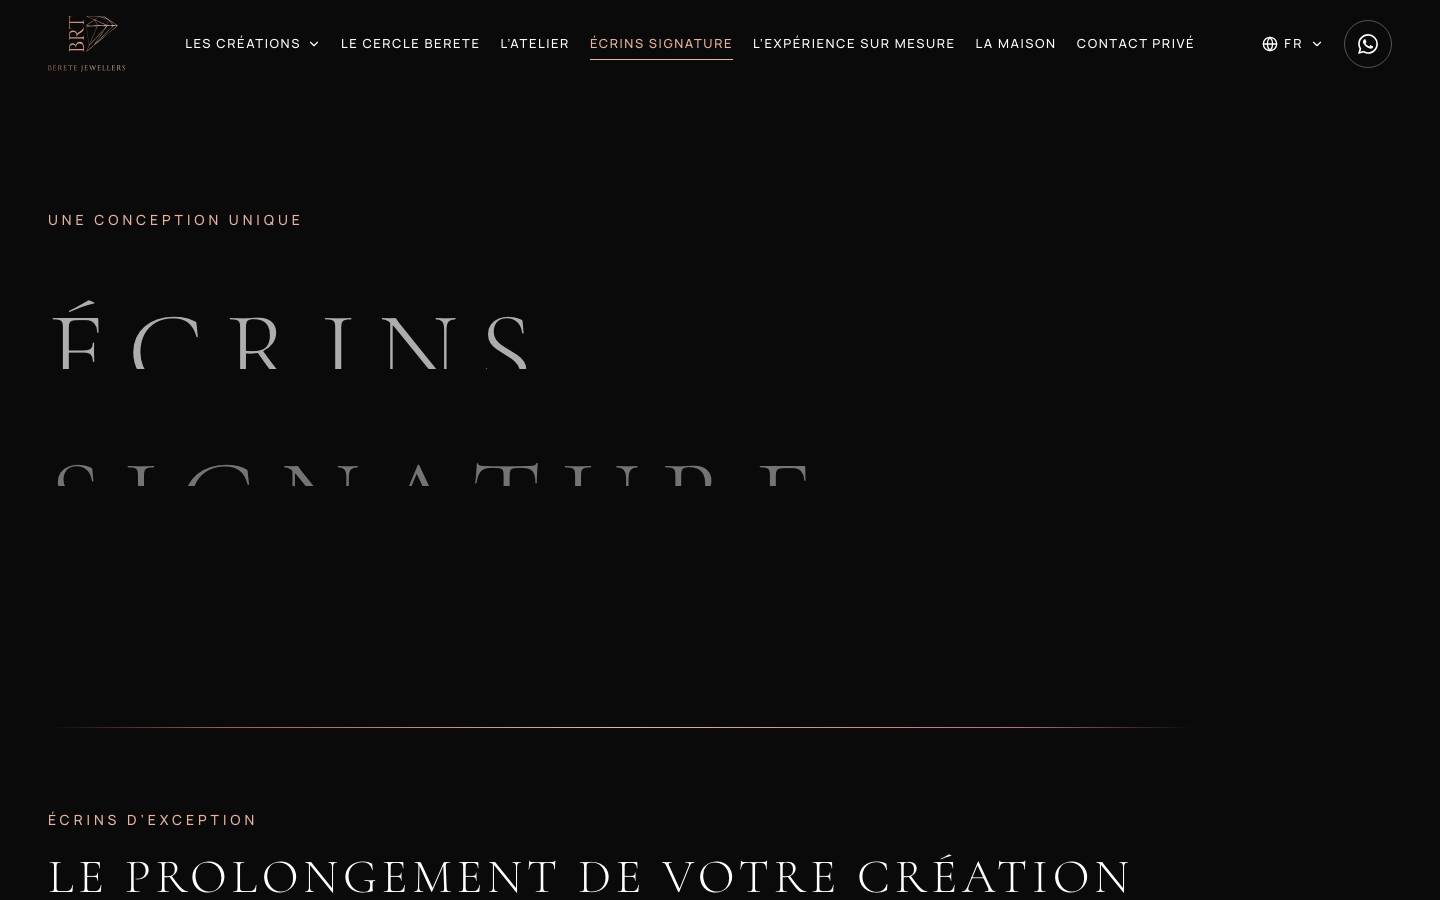 BRT
BERETE JEWELLERS
LES CRÉATIONS
LE CERCLE BERETE
L'ATELIER
ÉCRINS SIGNATURE
L'EXPÉRIENCE SUR MESURE
LA MAISON
CONTACT PRIVÉ
FR
UNE CONCEPTION UNIQUE
ÉCRINS
SIGNATURE
ÉCRINS D'EXCEPTION
LE PROLONGEMENT DE VOTRE CRÉATION